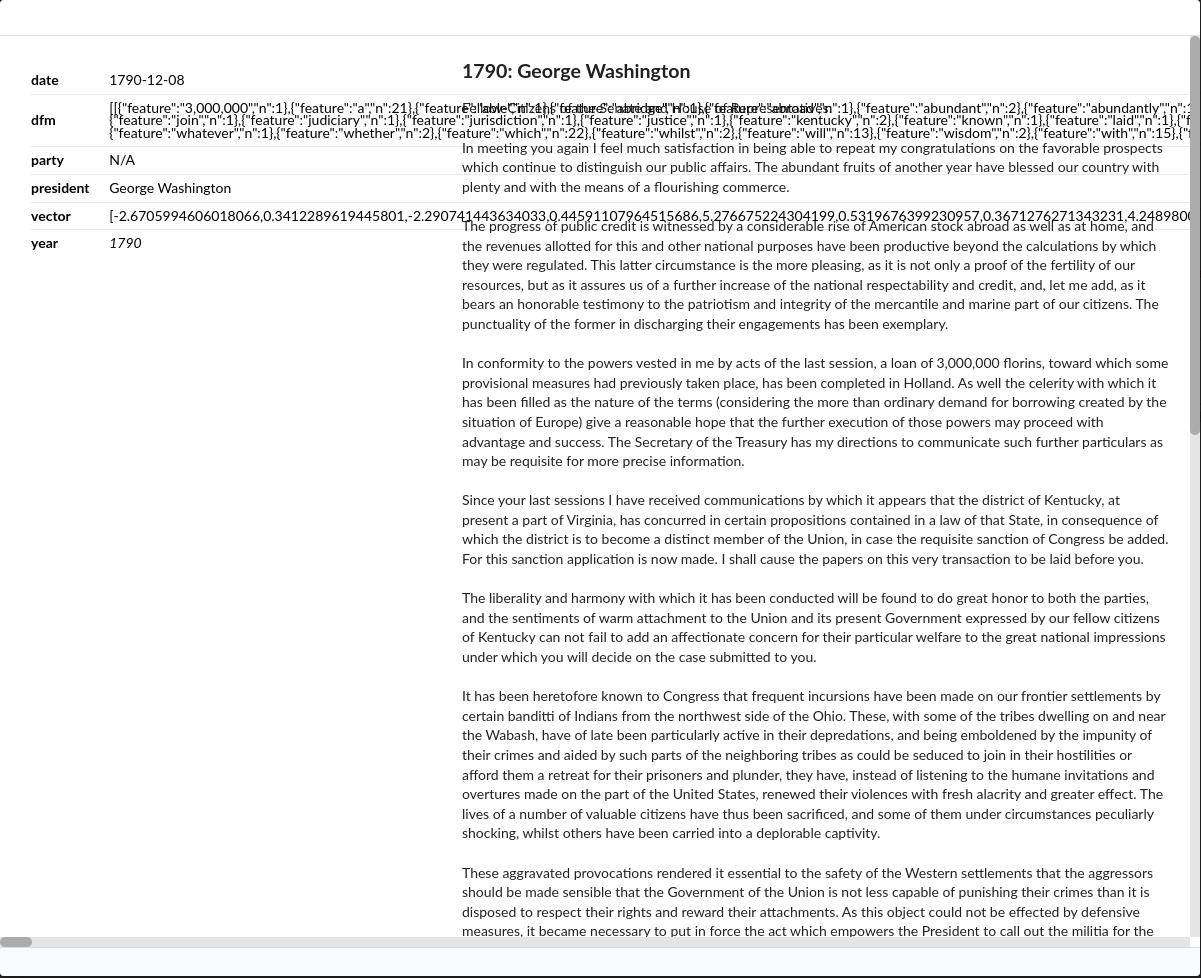 1790: George Washington
date 1790-12-08
dfm [[{"feature":"3,000,000","n":1},{"feature":"a","n":21},{"feature":"able","n":1},{"feature":"abridged","n":1},{"feature":"abroad","n":1},{"feature":"abundant","n":2},{"feature":"abundantly","n":1
{"feature":"join","n":1},{"feature":"judiciary","n":1},{"feature":"jurisdiction","n":1},{"feature":"justice","n":1},{"feature":"kentucky","n":2},{"feature":"known","n":1},{"feature":"laid","n":1},{"f
{"feature":"whatever","n":1},{"feature":"whether","n":2},{"feature":"which","n":22},{"feature":"whilst","n":2},{"feature":"will","n":13},{"feature":"wisdom","n":2},{"feature":"with","n":15},{"f
party N/A
president George Washington
vector [-2.6705994606018066,0.3412289619445801,-2.290741443634033,0.44591107964515686,5.276675224304199,0.5319676399230957,0.3671276271343231,4.248980
year 1790
Fellow Citizens of the Senate and House of Representatives
In meeting you again I feel much satisfaction in being able to repeat my congratulations on the favorable prospects
which continue to distinguish our public affairs. The abundant fruits of another year have blessed our country with
plenty and with the means of a flourishing commerce.
The progress of public credit is witnessed by a considerable rise of American stock abroad as well as at home, and
the revenues allotted for this and other national purposes have been productive beyond the calculations by which
they were regulated. This latter circumstance is the more pleasing, as it is not only a proof of the fertility of our
resources, but as it assures us of a further increase of the national respectability and credit, and, let me add, as it
bears an honorable testimony to the patriotism and integrity of the mercantile and marine part of our citizens. The
punctuality of the former in discharging their engagements has been exemplary.
In conformity to the powers vested in me by acts of the last session, a loan of 3,000,000 florins, toward which some
provisional measures had previously taken place, has been completed in Holland. As well the celerity with which it
has been filled as the nature of the terms (considering the more than ordinary demand for borrowing created by the
situation of Europe) give a reasonable hope that the further execution of those powers may proceed with
advantage and success. The Secretary of the Treasury has my directions to communicate such further particulars as
may be requisite for more precise information.
Since your last sessions I have received communications by which it appears that the district of Kentucky, at
present a part of Virginia, has concurred in certain propositions contained in a law of that State, in consequence of
which the district is to become a distinct member of the Union, in case the requisite sanction of Congress be added.
For this sanction application is now made. I shall cause the papers on this very transaction to be laid before you.
The liberality and harmony with which it has been conducted will be found to do great honor to both the parties,
and the sentiments of warm attachment to the Union and its present Government expressed by our fellow citizens
of Kentucky can not fail to add an affectionate concern for their particular welfare to the great national impressions
under which you will decide on the case submitted to you.
It has been heretofore known to Congress that frequent incursions have been made on our frontier settlements by
certain banditti of Indians from the northwest side of the Ohio. These, with some of the tribes dwelling on and near
the Wabash, have of late been particularly active in their depredations, and being emboldened by the impunity of
their crimes and aided by such parts of the neighboring tribes as could be seduced to join in their hostilities or
afford them a retreat for their prisoners and plunder, they have, instead of listening to the humane invitations and
overtures made on the part of the United States, renewed their violences with fresh alacrity and greater effect. The
lives of a number of valuable citizens have thus been sacrificed, and some of them under circumstances peculiarly
shocking, whilst others have been carried into a deplorable captivity.
These aggravated provocations rendered it essential to the safety of the Western settlements that the aggressors
should be made sensible that the Government of the Union is not less capable of punishing their crimes than it is
disposed to respect their rights and reward their attachments. As this object could not be effected by defensive
measures, it became necessary to put in force the act which empowers the President to call out the militia for the